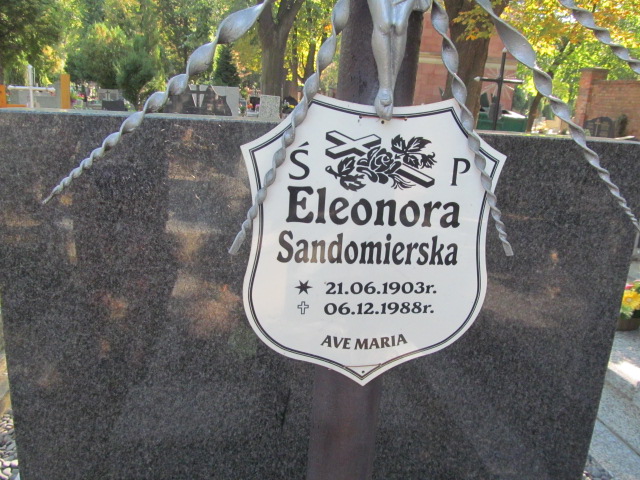 Ś P
Eleonora
Sandomierska
21.06.1903r.
06.12.1988r.
AVE MARIA